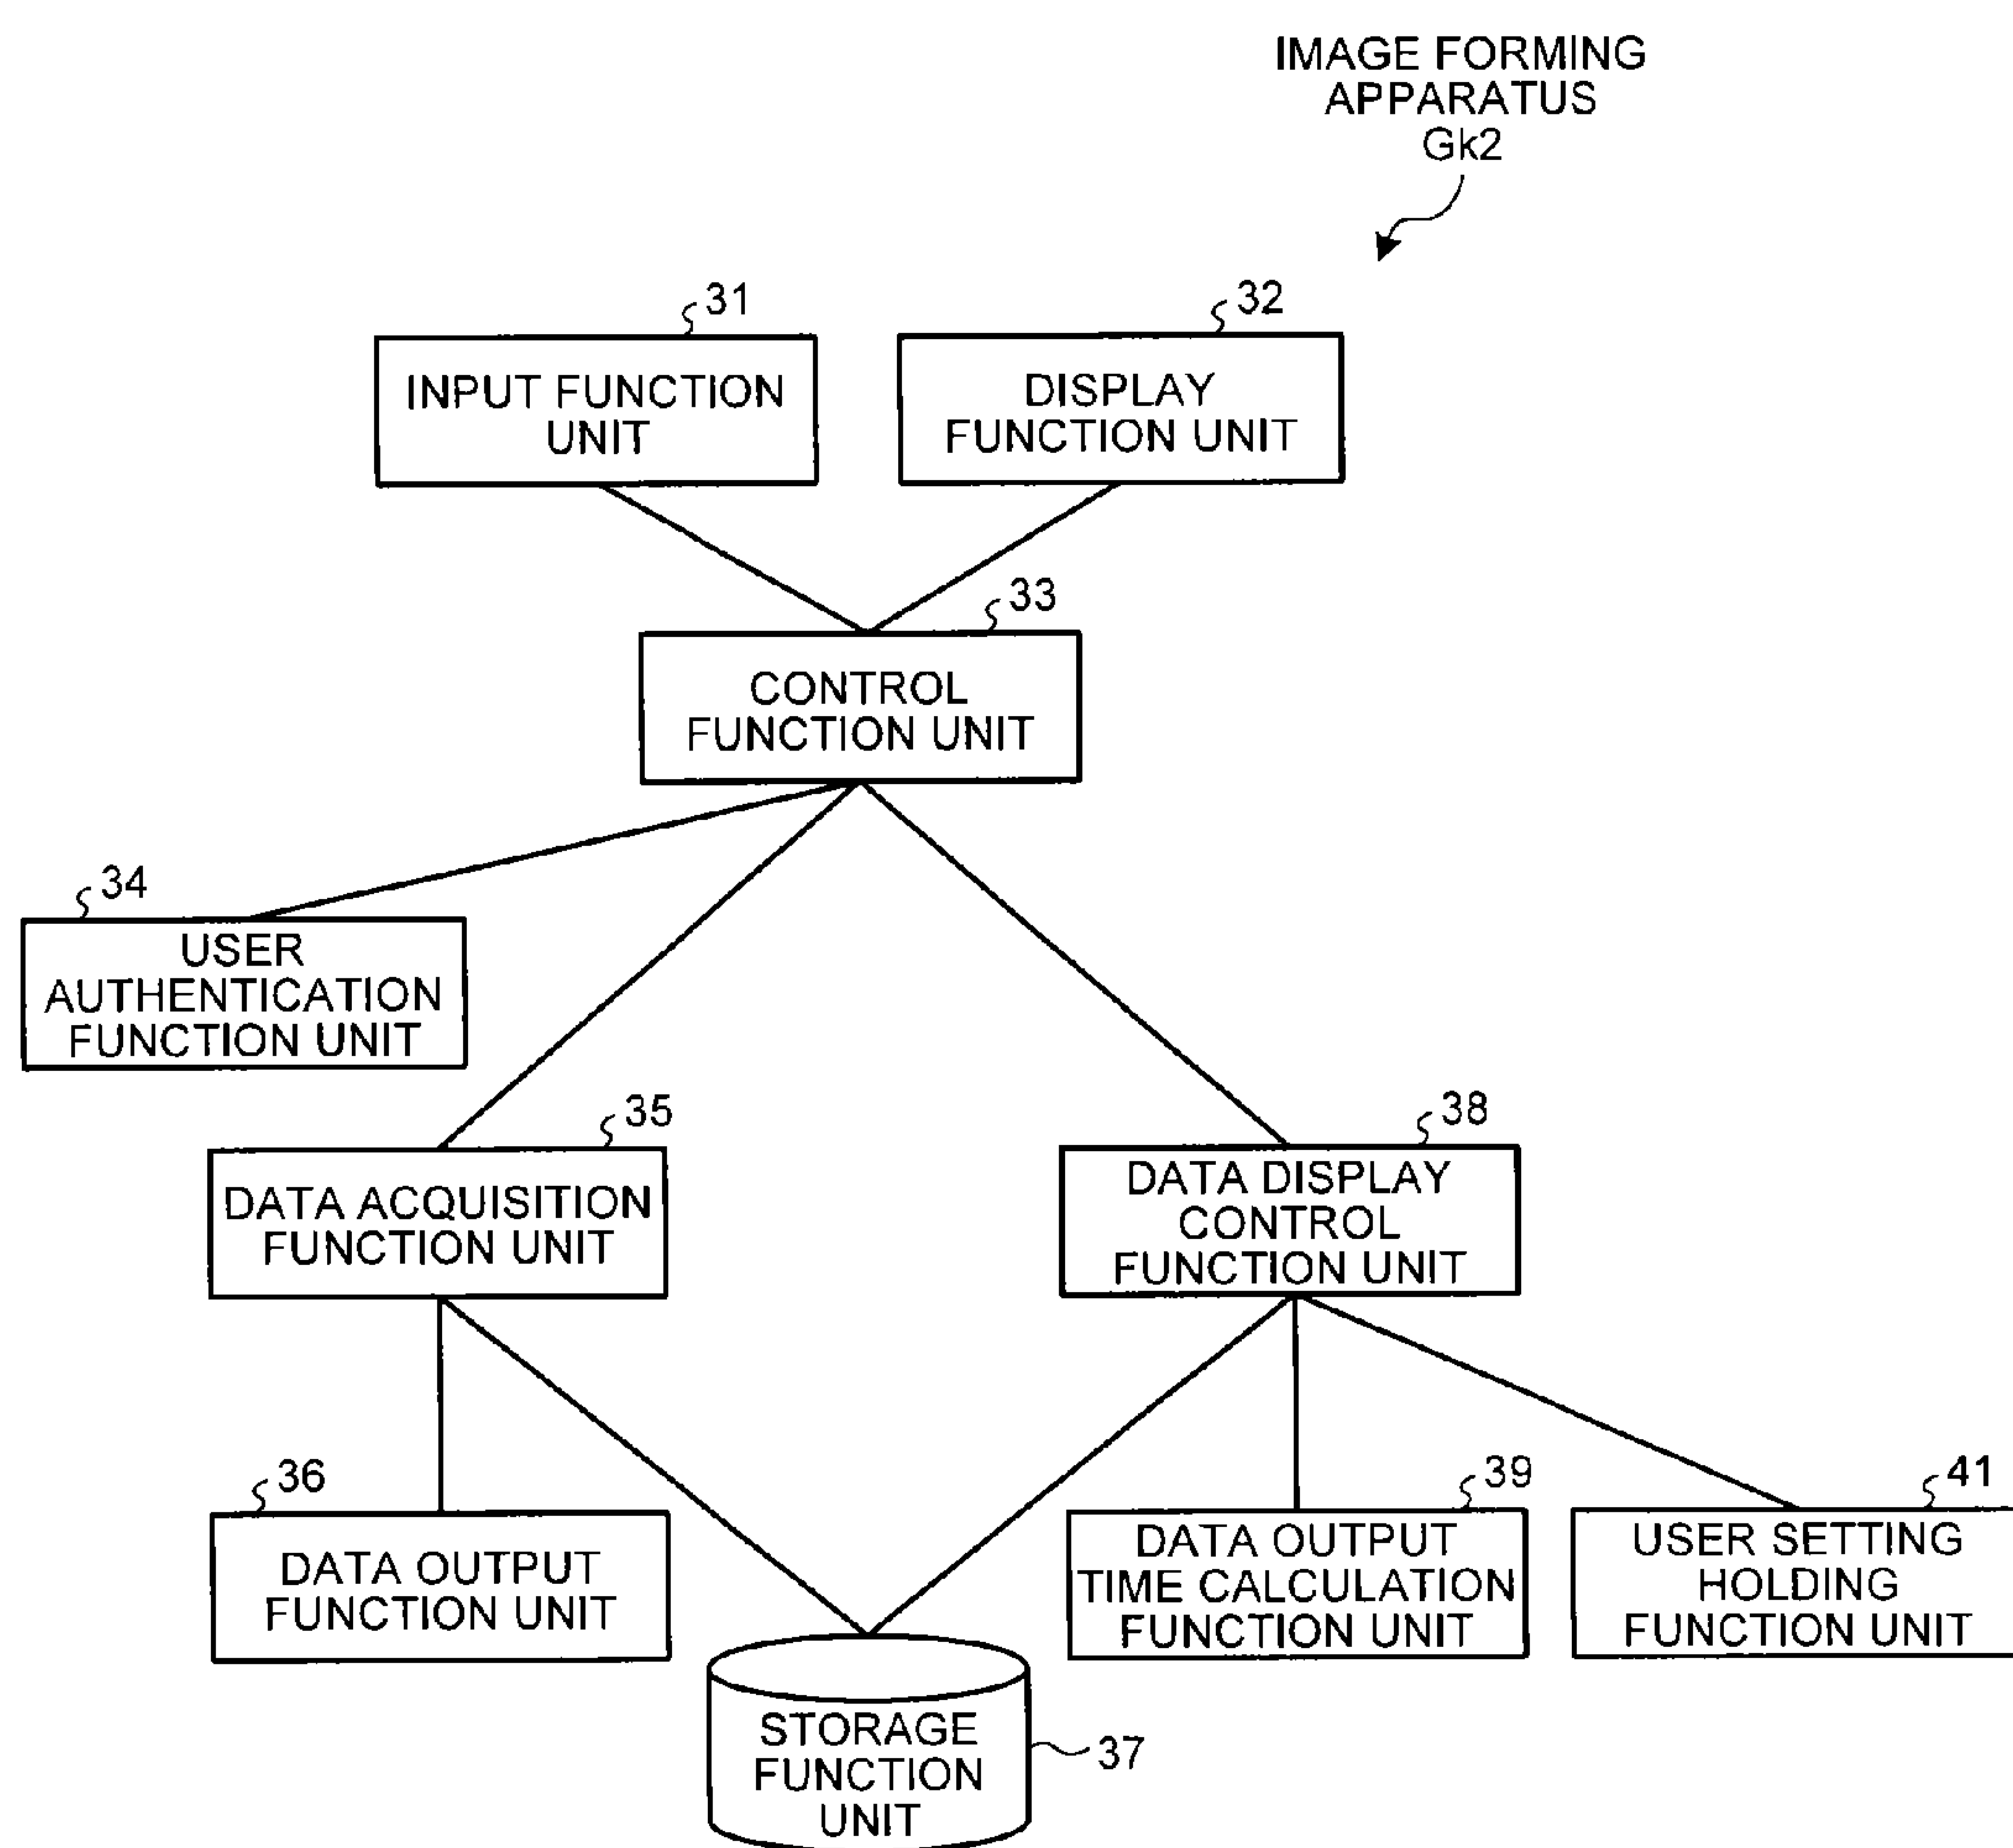 IMAGE FORMING
APPARATUS
Gk2
31
32
INPUT FUNCTION
UNIT
DISPLAY
FUNCTION UNIT
33
CONTROL
FUNCTION UNIT
34
USER
AUTHENTICATION
FUNCTION UNIT
35
38
DATA ACQUISITION
FUNCTION UNIT
DATA DISPLAY
CONTROL
FUNCTION UNIT
36
39
41
DATA OUTPUT
FUNCTION UNIT
DATA OUTPUT
TIME CALCULATION
FUNCTION UNIT
USER SETTING
HOLDING
FUNCTION UNIT
STORAGE
FUNCTION
UNIT
37